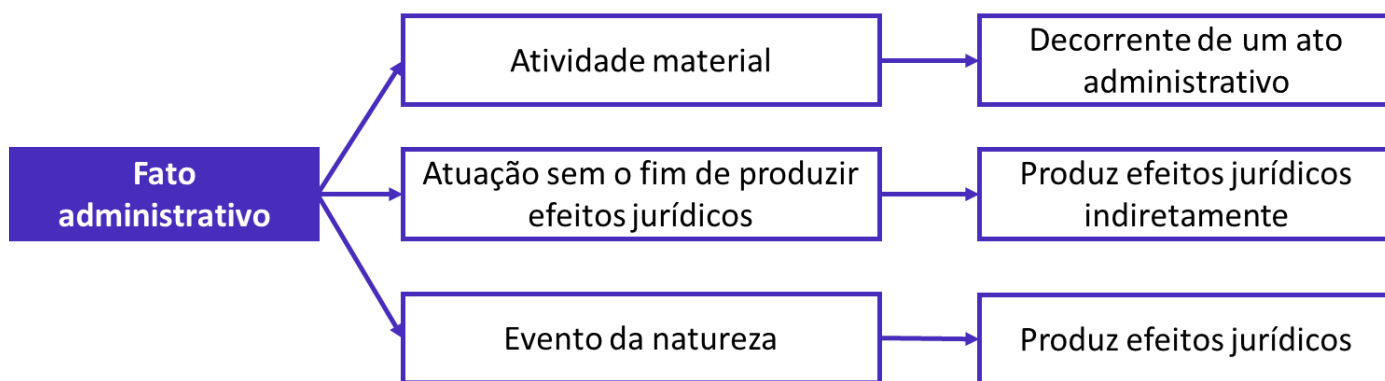 Fato
administrativo
Atividade material
Decorrente de um ato
administrativo
Atuação sem o fim de produzir
efeitos jurídicos
Produz efeitos jurídicos
indiretamente
Evento da natureza
Produz efeitos jurídicos